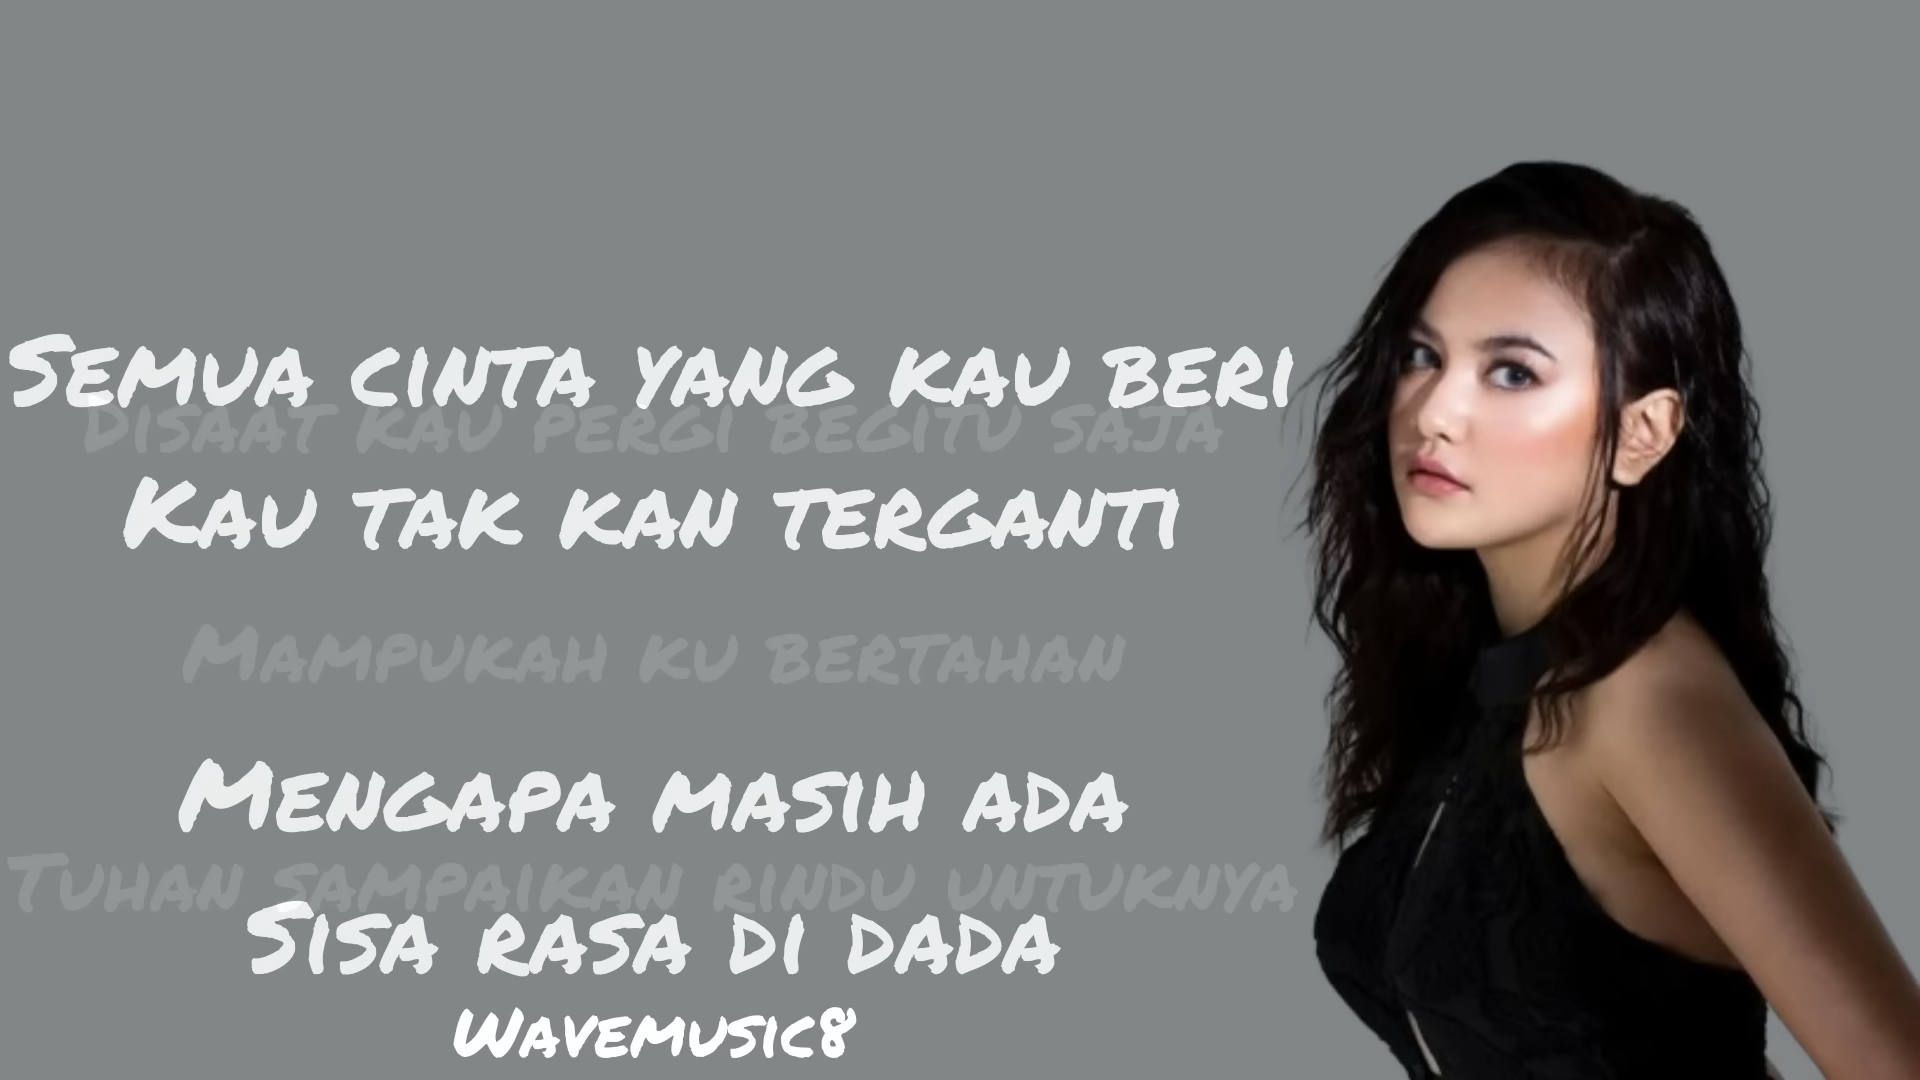 Semua cinta yang kau beri
Disaat kau pergi begitu saja
Kau tak kan terganti
Mampukah ku bertahan
Mengapa masih ada
Tuhan sampaikan rindu untuknya
Sisa rasa di dada
Wavemusic8